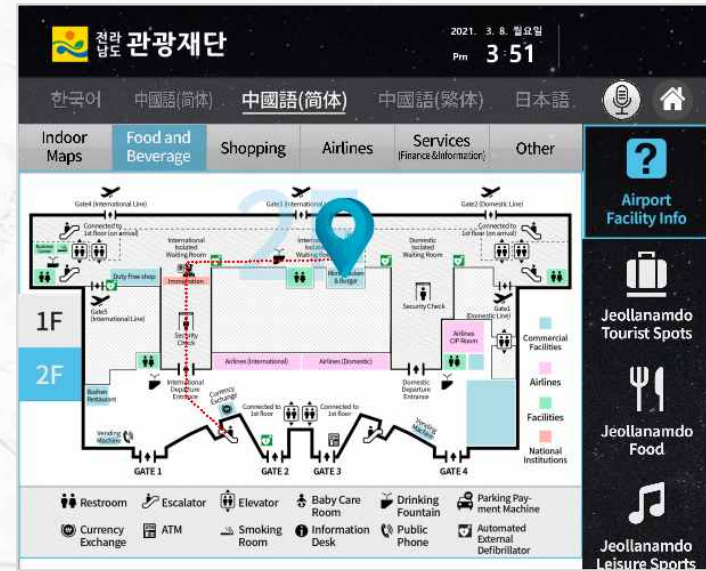 전라
남도 관광재단
2021. 3. 8. 월요일
Pm 3:51
한국어 中國語(简体) 中國語(简体) 中國語(繁体) 日本語
Indoor
Maps
Food and
Beverage
Shopping
Airlines
Services
(Finance &Information)
Other
Airport
Facility Info
Jeollanamdo
Tourist Spots
Jeollanamdo
Food
Jeollanamdo
Leisure Sports
1F
2F
2F
Gate4 (International Line)
Gate3 (International
Gate2 (Domestic Line)
Connected to
1st floor (on arrival)
Connected to
1st floor (on arrival)
International
Isolated
Waiting Room
Domestic
Isolated
Waiting Room
Duty Free shop
Immigration
& Burger
Gate5
(International Line)
Security
Check
Security Check
Gate1
(Domestic Line)
Airlines
CIP Room
Airlines (International)
Airlines (Domestic)
International
Departure
Entrance
Domestic
Departure
Entrance
Restaurant
Currency
Exchange
Connected to
1st floor
Connected to
1st floor
Vending
Machine
Vending
Machine
GATE 1
GATE 2
GATE 3
GATE 4
Commercial
Facilities
Airlines
Facilities
National
Institutions
Restroom
Escalator
Elevator
Baby Care
Room
Drinking
Fountain
Parking Pay-
ment Machine
Currency
Exchange
ATM
Smoking
Room
Information
Desk
Public
Phone
Automated
External
Defibrillator